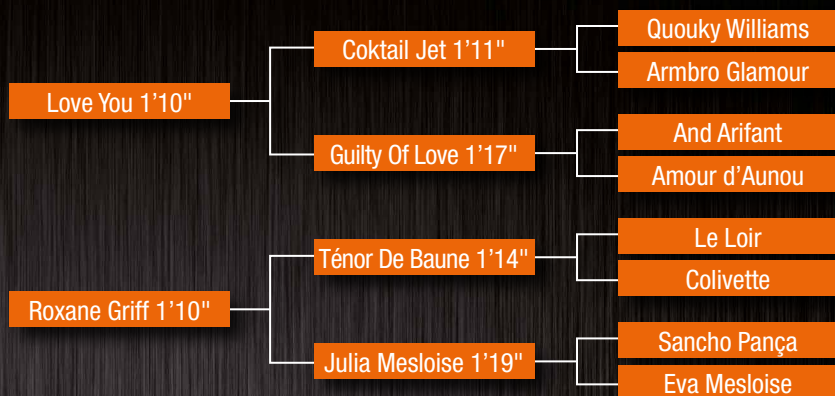 Love You 1'10"
Roxane Griff 1'10"
Coktail Jet 1'11"
Guilty Of Love 1'17"
Ténor De Baune 1'14"
Julia Mesloise 1'19"
Quouky Williams
Armbro Glamour
And Arifant
Amour d’Aunou
Le Loir
Colivette
Sancho Pança
Eva Mesloise